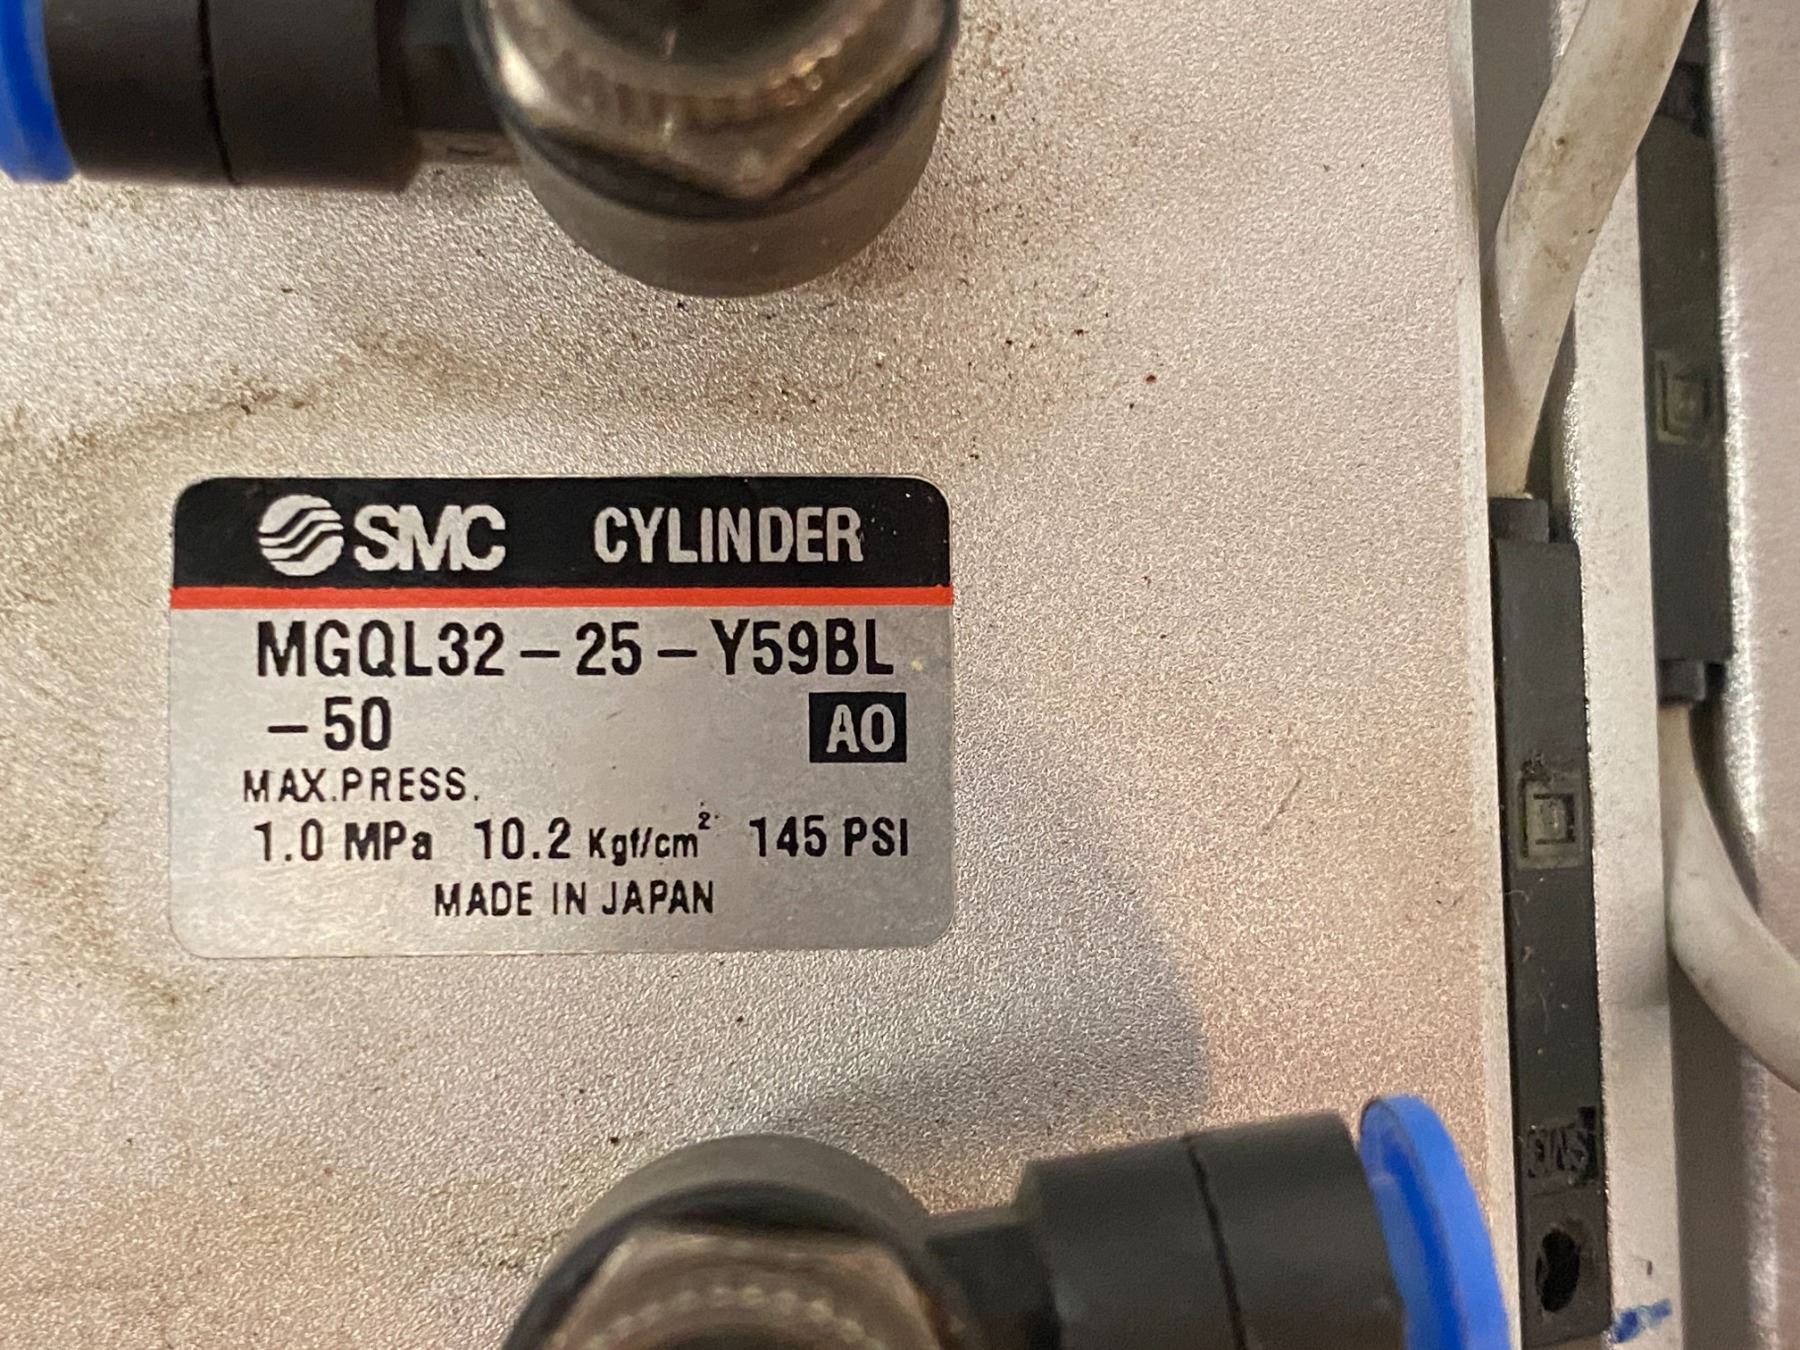 SMC CYLINDER
MGQL32-25-Y59BL
-50 AO
MAX.PRESS.
1.0 MPa 10.2 Kgf/cm² 145 PSI
MADE IN JAPAN
SMC